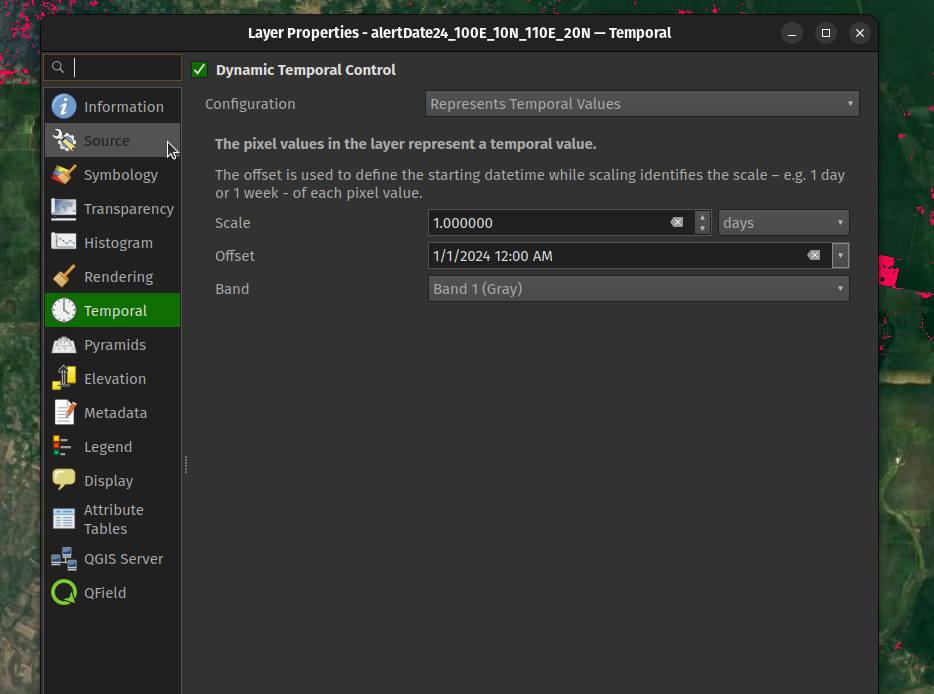 Layer Properties - alertDate24_100E_10N_110E_20N — Temporal
Information
Source
Symbology
Transparency
Histogram
Rendering
Temporal
Pyramids
Elevation
Metadata
Legend
Display
Attribute
Tables
QGIS Server
QField
Dynamic Temporal Control
Configuration
Represents Temporal Values
The pixel values in the layer represent a temporal value.
The offset is used to define the starting datetime while scaling identifies the scale – e.g. 1 day
or 1 week - of each pixel value.
Scale
1.000000
days
Offset
1/1/2024 12:00 AM
Band
Band 1 (Gray)